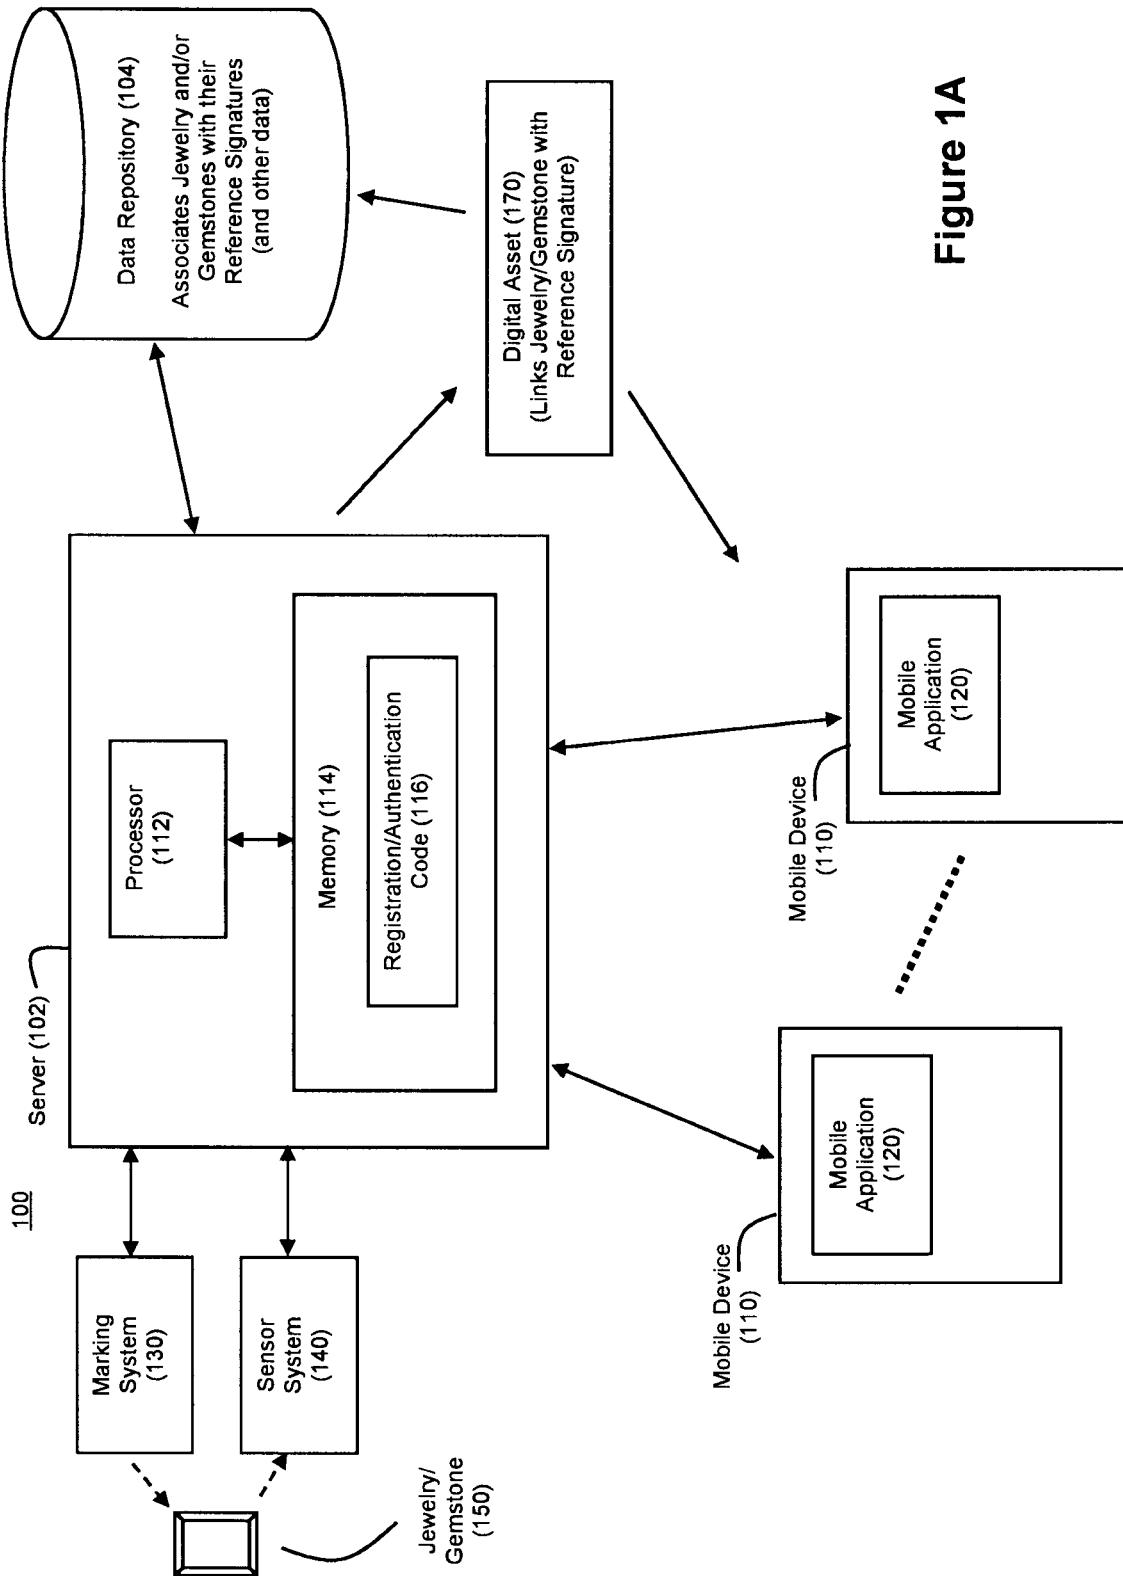 100
Server (102)
Marking
System
(130)
Sensor
System
(140)
Jewelry/
Gemstone
(150)
Processor
(112)
Memory (114)
Registration/Authentication
Code (116)
Data Repository (104)
Associates Jewelry and/or
Gemstones with their
Reference Signatures
(and other data)
Digital Asset (170)
(Links Jewelry/Gemstone with
Reference Signature)
Mobile Device
(110)
Mobile
Application
(120)
Mobile Device
(110)
Mobile
Application
(120)
Figure 1A